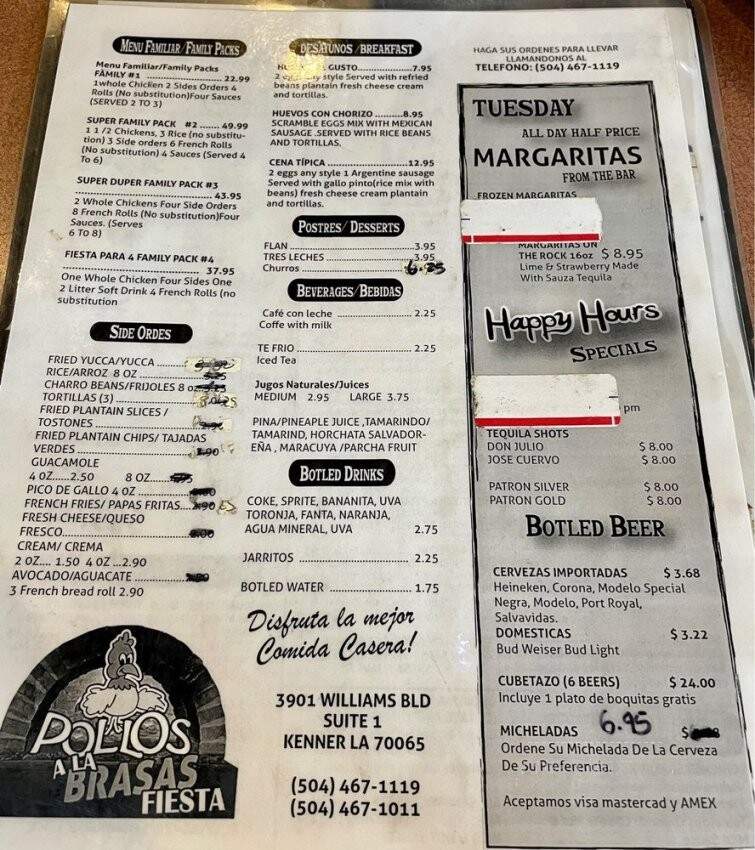 MENU FAMILIAR/FAMILY PACKS
Menu Familiar/Family Packs
FÁMILY #1 ........................ 22.99
1whole Chicken 2 Sides Orders 4
Rolls (No substitution)Four Sauces
(SERVED 2 TO 3)
SUPER FAMILY PACK #2 ....... 49.99
1 1/2 Chickens, 3 Rice (no substitu-
tion) 3 Side orders 6 French Rolls
(No substitution) 4 Sauces (Served 4
To 6)
SUPER DUPER FAMILY PACK #3
.................................... 43.95
2 Whole Chickens Four Side Orders
8 French Rolls (No substitution)Four
Sauces. (Serves
6 TO 8)
FIESTA PARA 4 FAMILY PACK #4
.................................... 37.95
One Whole Chicken Four Sides One
2 Litter Soft Drink 4 French Rolls (no
substitution
SIDE ORDES
FRIED YUCCA/YUCCA
RICE/ARROZ 8 OZ
CHARRO BEANS/FRIJOLES 8 oz
TORTILLAS (3)
FRIED PLANTAIN SLICES /
TOSTONES
FRIED PLANTAIN CHIPS/ TAJADAS
VERDES
GUACAMOLE
4 OZ......2.50 8 OZ
PICO DE GALLO 4 OZ
FRENCH FRIES/ PAPAS FRITAS
FRESH CHEESE/QUESO
FRESCO
CREAM/ CREMA
2 OZ.... 1.50 4 OZ ...2.90
AVOCADO/AGUACATE
3 French bread roll 2.90
POLLOS
A LA
BRASAS
FIESTA
DESAYUNOS/BREAKFAST
GUSTO..............7.95
2 style Served with refried
beans plantain fresh cheese cream
and tortillas.
HUEVOS CON CHORIZO ..........8.95
SCRAMBLE EGGS MIX WITH MEXICAN
SAUSAGE .SERVED WITH RICE BEANS
AND TORTILLAS.
CENA TÍPICA ........................12.95
2 eggs any style 1 Argentine sausage
Served with gallo pinto(rice mix with
beans) fresh cheese cream plantain
and tortillas.
POSTRES/ DESSERTS
FLAN ...............................3.95
TRES LECHES .....................3.95
Churros
BEVERAGES/BEBIDAS
Café con leche .................. 2.25
Coffe with milk
TE FRIO ............................ 2.25
Iced Tea
Jugos Naturales/Juices
MEDIUM 2.95 LARGE 3.75
PINA/PINEAPLE JUICE ,TAMARINDO/
TAMARIND, HORCHATA SALVADOR-
EÑA , MARACUYA /PARCHA FRUIT
BOTLED DRINKS
COKE, SPRITE, BANANITA, UVA
TORONJA, FANTA, NARANJA,
AGUA MINERAL, UVA 2.75
JARRITOS ........................ 2.25
BOTLED WATER ................ 1.75
Disfruta la mejor
Comida Casera!
3901 WILLIAMS BLD
SUITE 1
KENNER LA 70065
(504) 467-1119
(504) 467-1011
HAGA SUS ORDENES PARA LLEVAR
LLAMANDONOS AL
TELEFONO: (504) 467-1119
TUESDAY
ALL DAY HALF PRICE
MARGARITAS
FROM THE BAR
FROZEN MARGARITAS
MARGARITAS ON
THE ROCK 16oz $ 8.95
Lime & Strawberry Made
With Sauza Tequila
Happy Hours
SPECIALS
pm
TEQUILA SHOTS
DON JULIO $ 8.00
JOSE CUERVO $ 8.00
PATRON SILVER $ 8.00
PATRON GOLD $ 8.00
BOTLED BEER
CERVEZAS IMPORTADAS $ 3.68
Heineken, Corona, Modelo Special
Negra, Modelo, Port Royal,
Salvavidas.
DOMESTICAS $ 3.22
Bud Weiser Bud Light
CUBETAZO (6 BEERS) $ 24.00
Incluye 1 plato de boquitas gratis
MICHELADAS 6.95 $
Ordene Su Michelada De La Cerveza
De Su Preferencia.
Aceptamos visa mastercad y AMEX